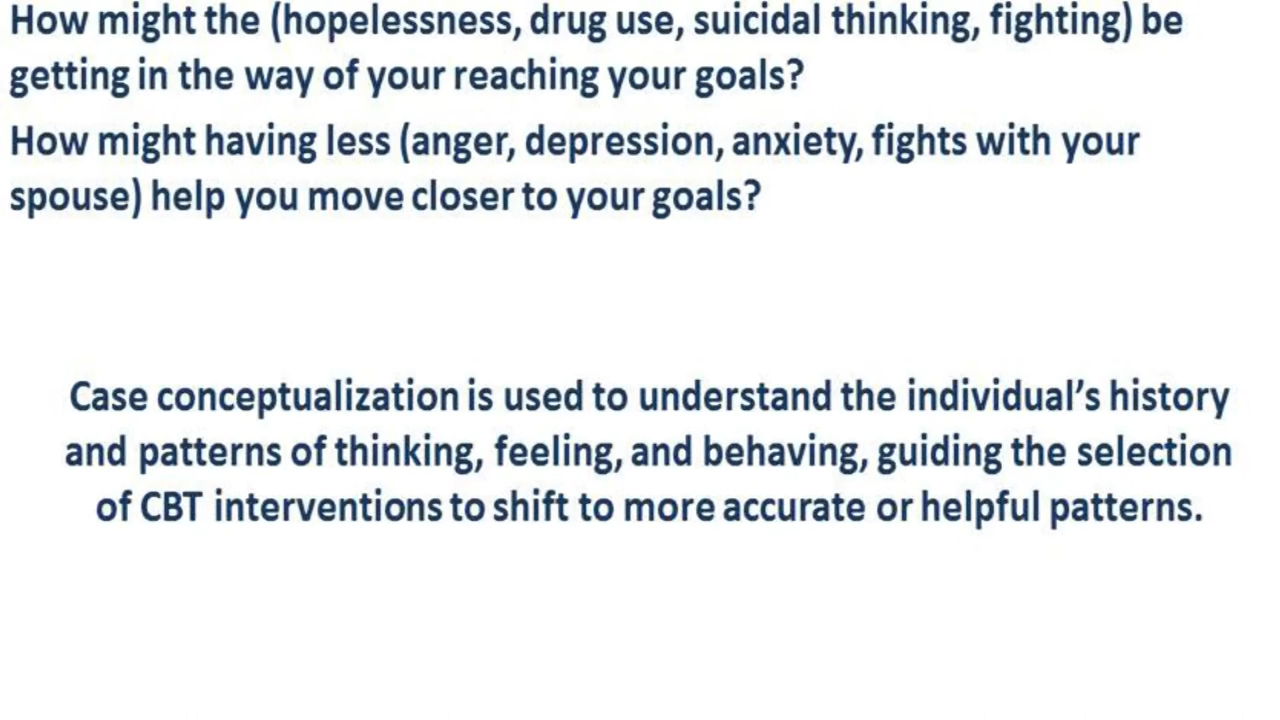 How might the (hopelessness, drug use, suicidal thinking, fighting) be
getting in the way of your reaching your goals?
How might having less (anger, depression, anxiety, fights with your
spouse) help you move closer to your goals?
Case conceptualization is used to understand the individual’s history
and patterns of thinking, feeling, and behaving, guiding the selection
of CBT interventions to shift to more accurate or helpful patterns.